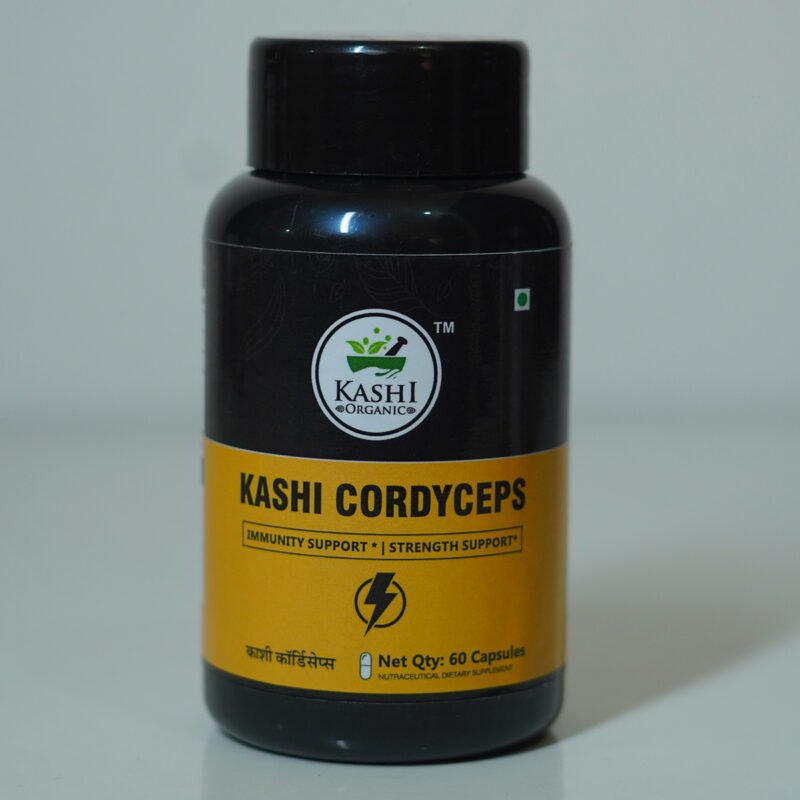 TM
KASHI
ORGANIC
KASHI CORDYCEPS
IMMUNITY SUPPORT * | STRENGTH SUPPORT*
काशी कॉर्डिसेप्स
Net Qty: 60 Capsules
NUTRACEUTICAL DIETARY SUPPLEMENT